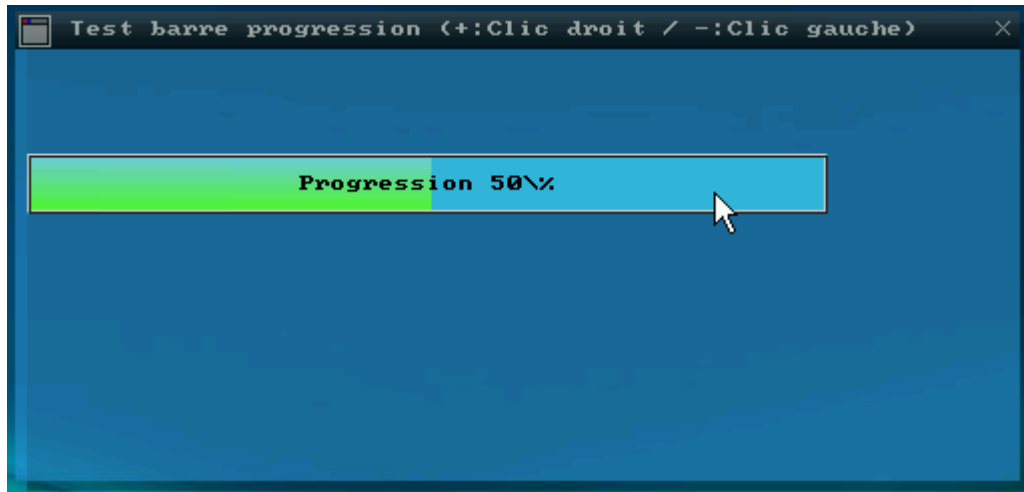 Test barre progression (+:Clic droit / -:Clic gauche)
Progression 50\%